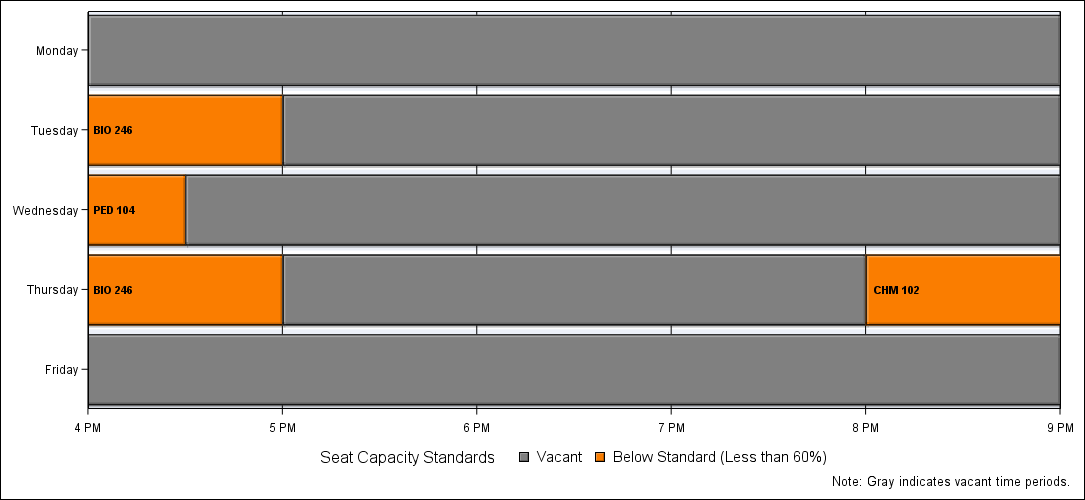 Monday
Tuesday
BIO 246
Wednesday
PED 104
Thursday
BIO 246
CHM 102
Friday
4 PM 5 PM 6 PM 7 PM 8 PM 9 PM
Seat Capacity Standards Vacant Below Standard (Less than 60%)
Note: Gray indicates vacant time periods.